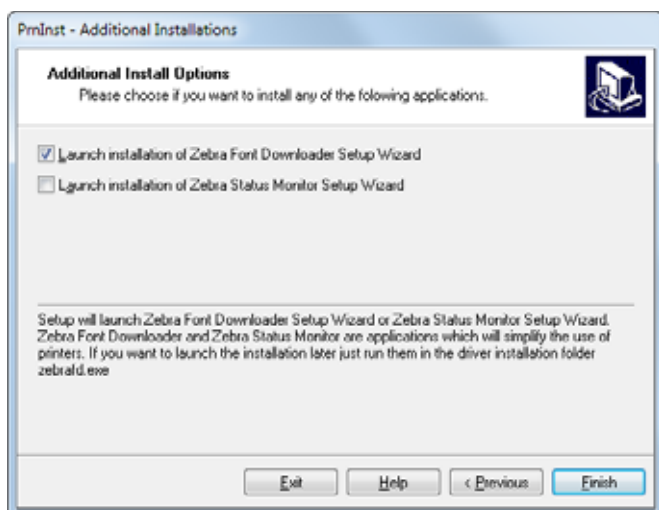 PrnInst - Additional Installations
Additional Install Options
Please choose if you want to install any of the folowing applications.
Launch installation of Zebra Font Downloader Setup Wizard
Launch installation of Zebra Status Monitor Setup Wizard
Setup will launch Zebra Font Downloader Setup Wizard or Zebra Status Monitor Setup Wizard.
Zebra Font Downloader and Zebra Status Monitor are applications which will simplify the use of
printers. If you want to launch the installation later just run them in the driver installation folder
zebrafd.exe
Exit Help < Previous Finish